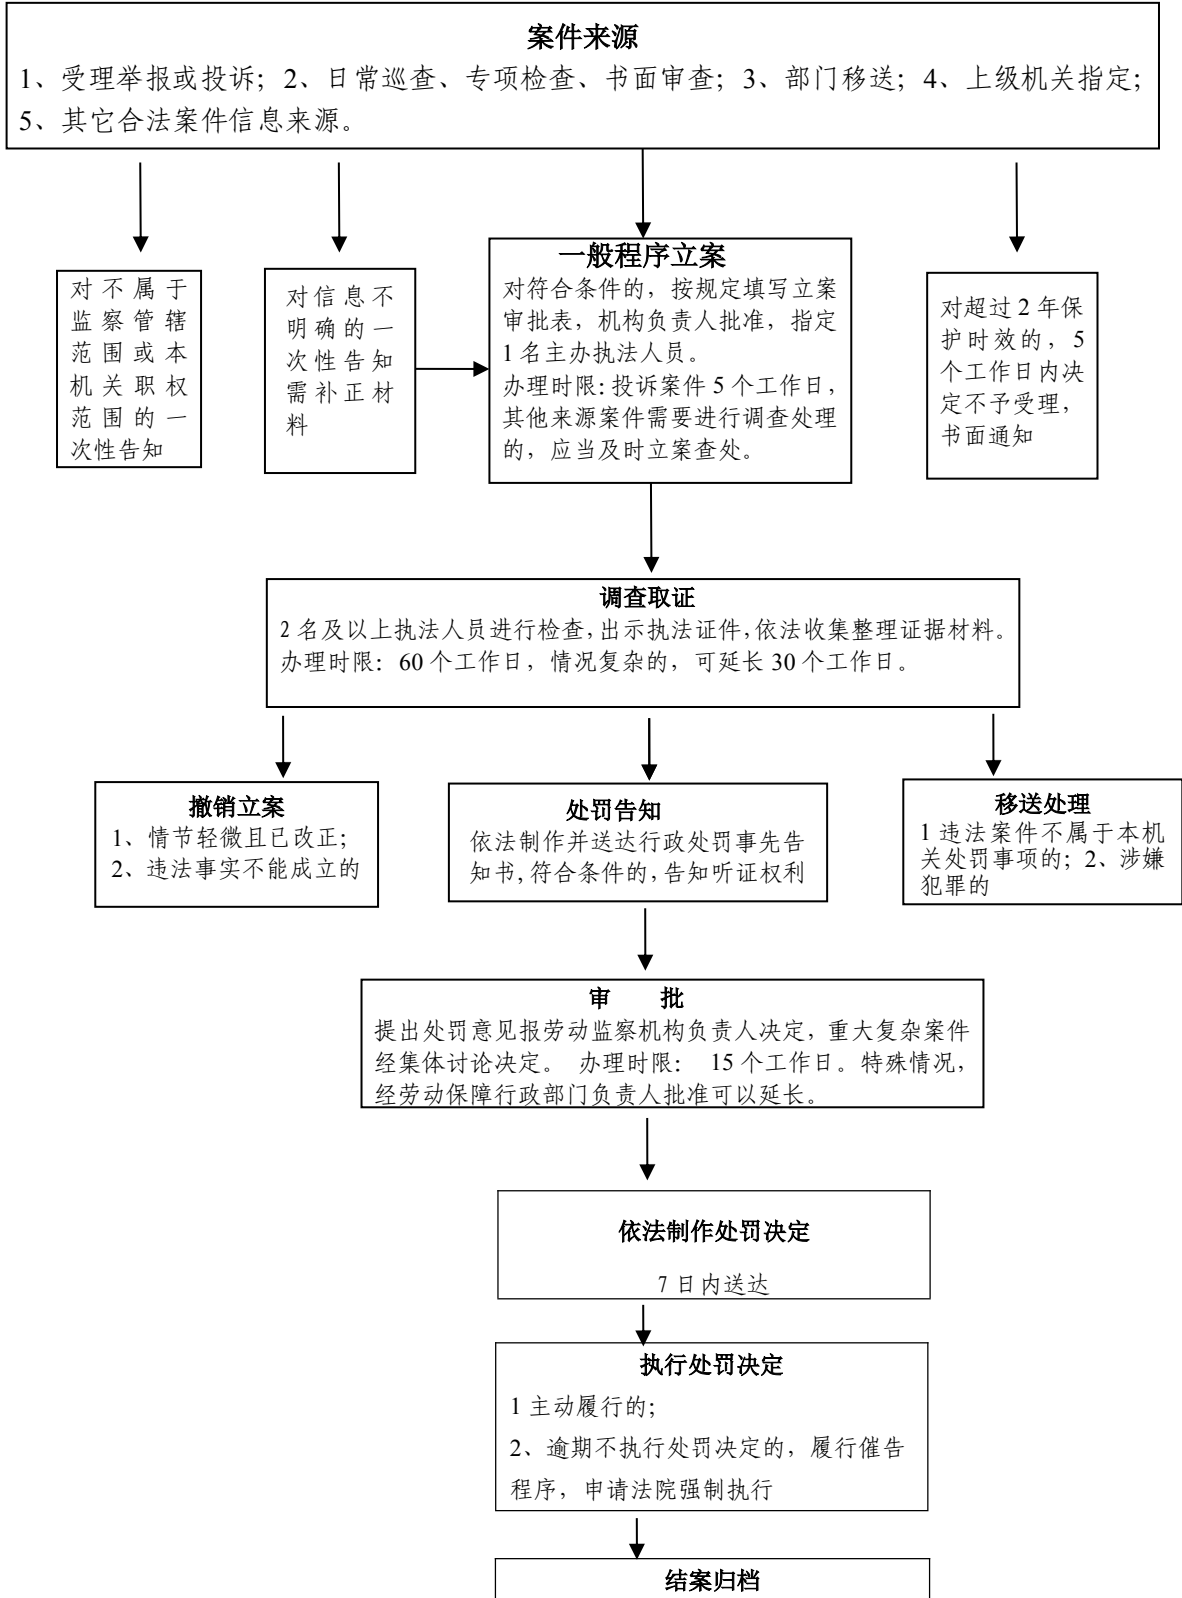 案件来源
1、受理举报或投诉；2、日常巡查、专项检查、书面审查；3、部门移送；4、上级机关指定；
5、其它合法案件信息来源。
对不属于
监察管辖
范围或本
机关职权
范围的一
次性告知
对信息不
明确的一
次性告知
需补正材
料
一般程序立案
对符合条件的，按规定填写立案
审批表，机构负责人批准，指定
1名主办执法人员。
办理时限：投诉案件5个工作日，
其他来源案件需要进行调查处理
的，应当及时立案查处。
对超过2年保
护时效的，5
个工作日内决
定不予受理，
书面通知
调查取证
2名及以上执法人员进行检查，出示执法证件，依法收集整理证据材料。
办理时限：60个工作日，情况复杂的，可延长30个工作日。
撤销立案
1、情节轻微且已改正；
2、违法事实不能成立的
处罚告知
依法制作并送达行政处罚事先告
知书，符合条件的，告知听证权利
移送处理
1违法案件不属于本机
关处罚事项的；2、涉嫌
犯罪的
审 批
提出处罚意见报劳动监察机构负责人决定，重大复杂案件
经集体讨论决定。 办理时限： 15个工作日。特殊情况，
经劳动保障行政部门负责人批准可以延长。
依法制作处罚决定
7日内送达
执行处罚决定
1主动履行的；
2、逾期不执行处罚决定的，履行催告
程序，申请法院强制执行
结案归档